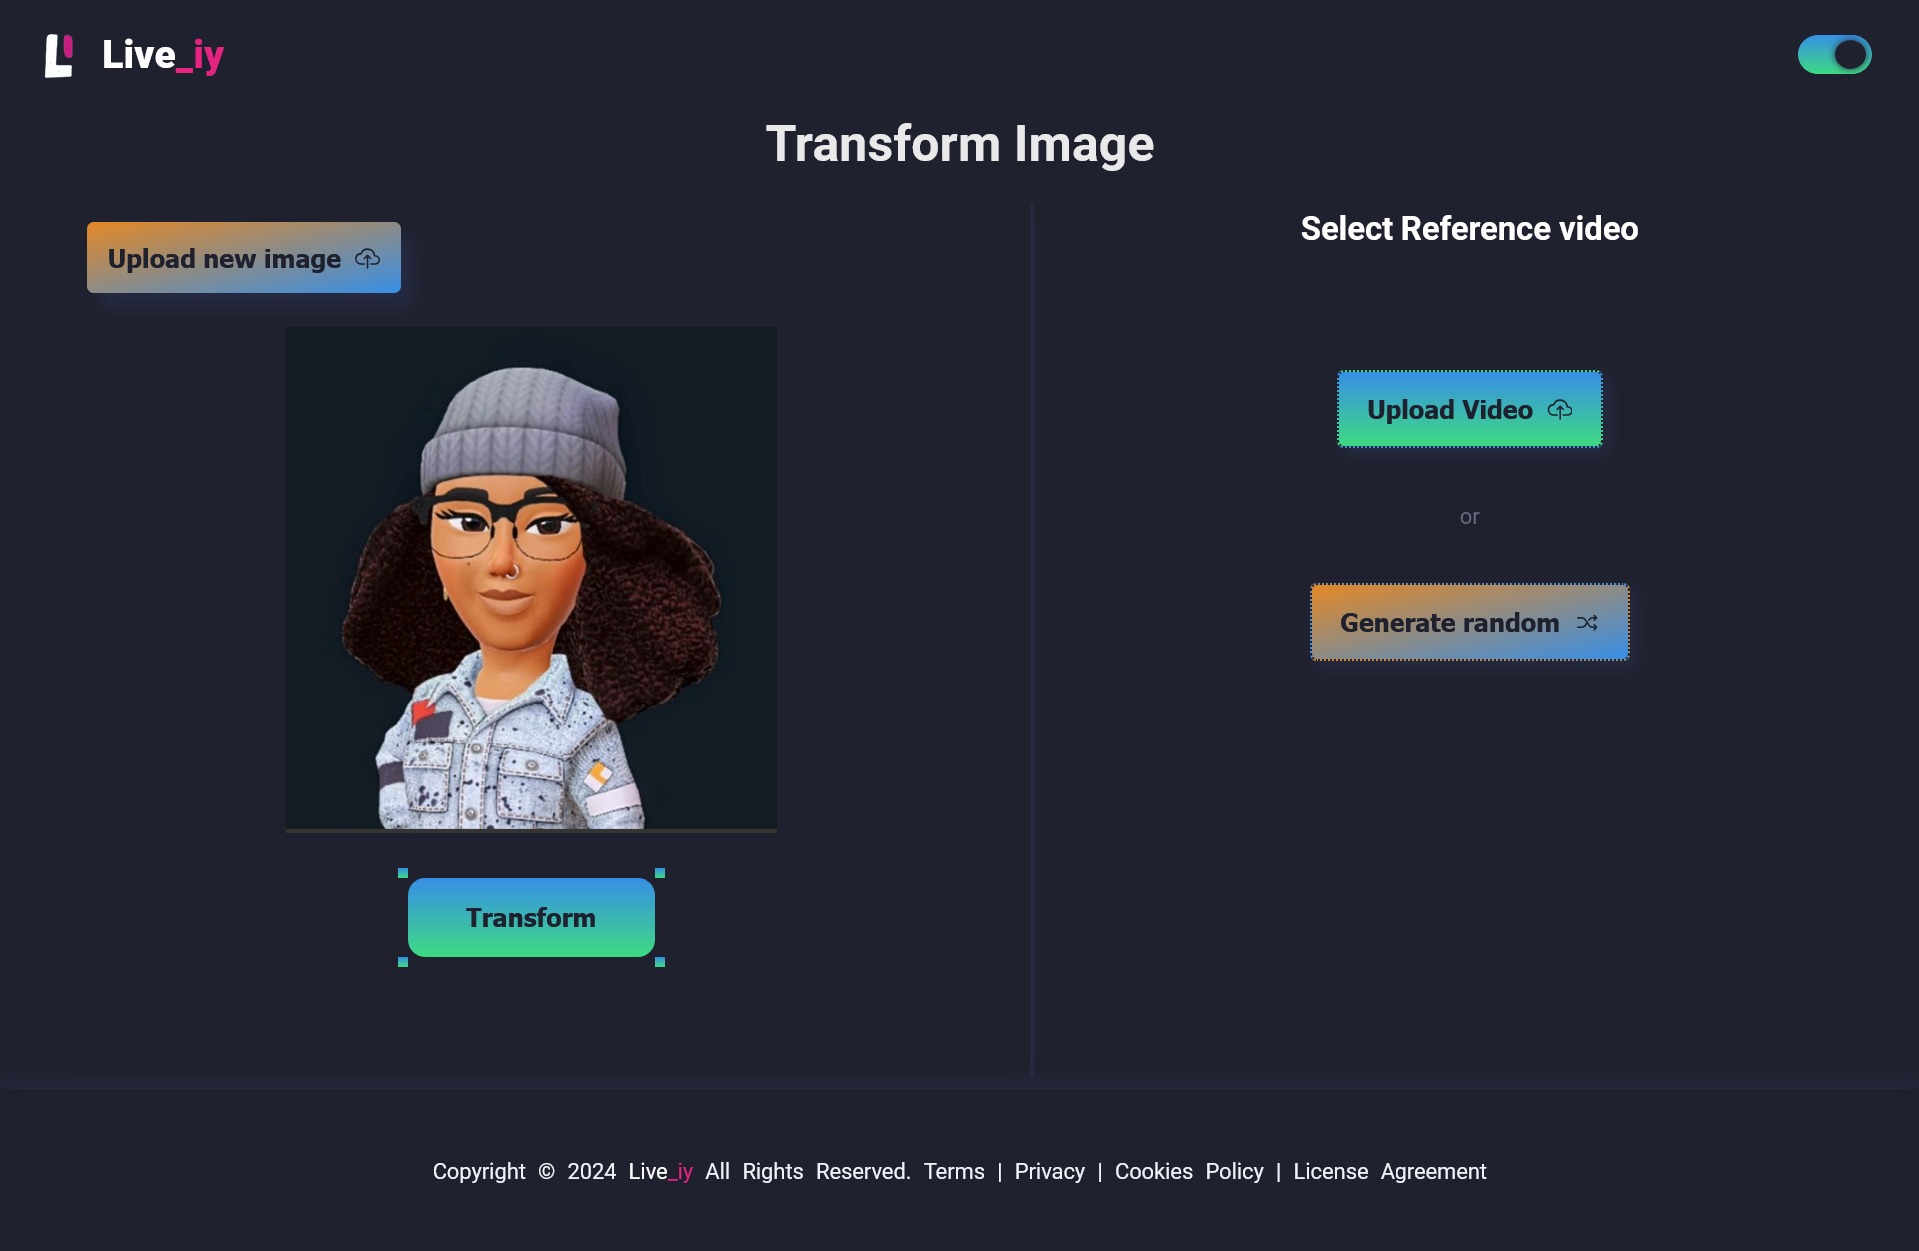 Live_iy
Transform Image
Upload new image
Transform
Select Reference video
Upload Video
or
Generate random
Copyright © 2024 Live_iy All Rights Reserved. Terms | Privacy | Cookies Policy | License Agreement